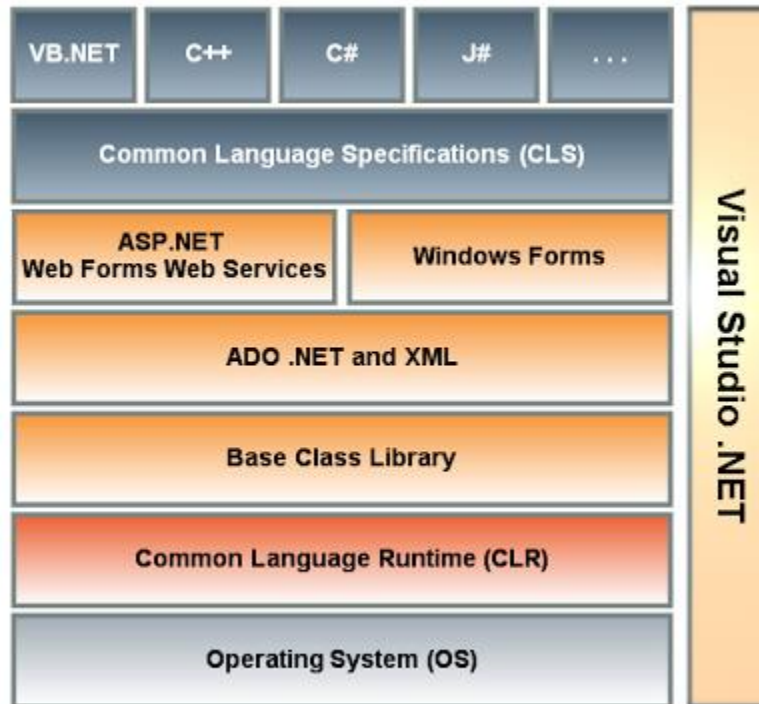 VB.NET
C++
C#
J#
. . .
Common Language Specifications (CLS)
ASP.NET
Web Forms Web Services
Windows Forms
ADO .NET and XML
Base Class Library
Common Language Runtime (CLR)
Operating System (OS)
Visual Studio .NET